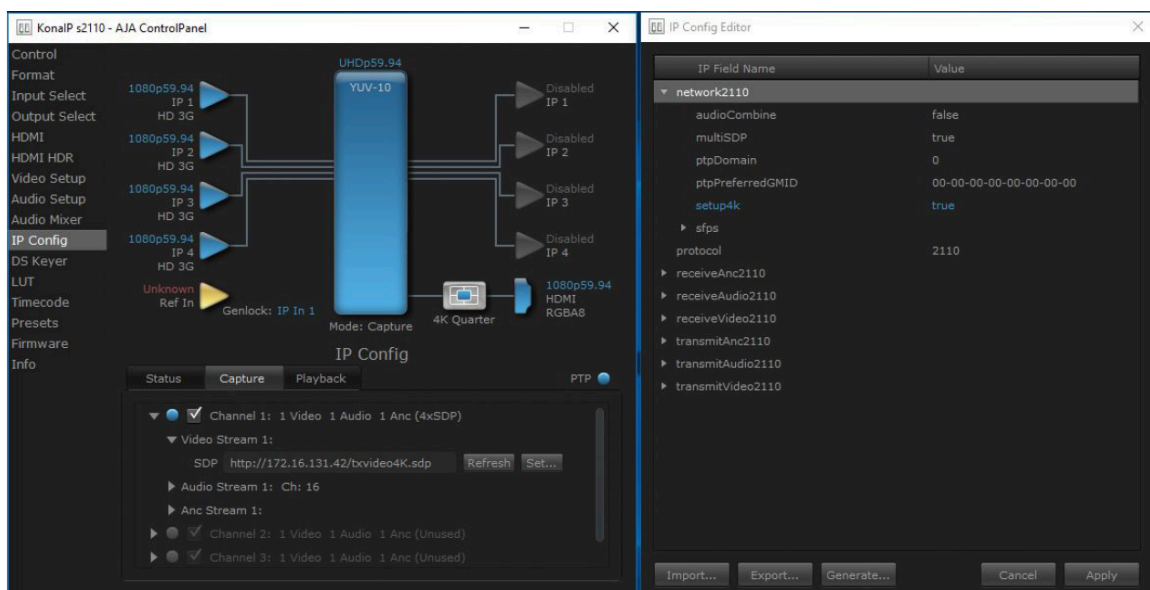 KonaIP s2110 - AJA ControlPanel
Control
Format
Input Select
Output Select
HDMI
HDMI HDR
Video Setup
Audio Setup
Audio Mixer
IP Config
DS Keyer
LUT
Timecode
Presets
Firmware
Info
UHDp59.94
YUV-10
1080p59.94
IP 1
HD 3G
1080p59.94
IP 2
HD 3G
1080p59.94
IP 3
HD 3G
1080p59.94
IP 4
HD 3G
Unknown
Ref In
Genlock: IP In 1
Mode: Capture
Disabled
IP 1
Disabled
IP 2
Disabled
IP 3
Disabled
IP 4
4K Quarter
1080p59.94
HDMI
RGBA8
IP Config
Status Capture Playback PTP
Channel 1: 1 Video 1 Audio 1 Anc (4xSDP)
Video Stream 1:
SDP http://172.16.131.42/txvideo4K.sdp Refresh Set...
Audio Stream 1: Ch: 16
Anc Stream 1:
Channel 2: 1 Video 1 Audio 1 Anc (Unused)
Channel 3: 1 Video 1 Audio 1 Anc (Unused)
IP Config Editor
IP Field Name Value
network2110
audioCombine false
multiSDP true
ptpDomain 0
ptpPreferredGMID 00-00-00-00-00-00-00-00
setup4k true
sfps
protocol 2110
receiveAnc2110
receiveAudio2110
receiveVideo2110
transmitAnc2110
transmitAudio2110
transmitVideo2110
Import... Export... Generate... Cancel Apply